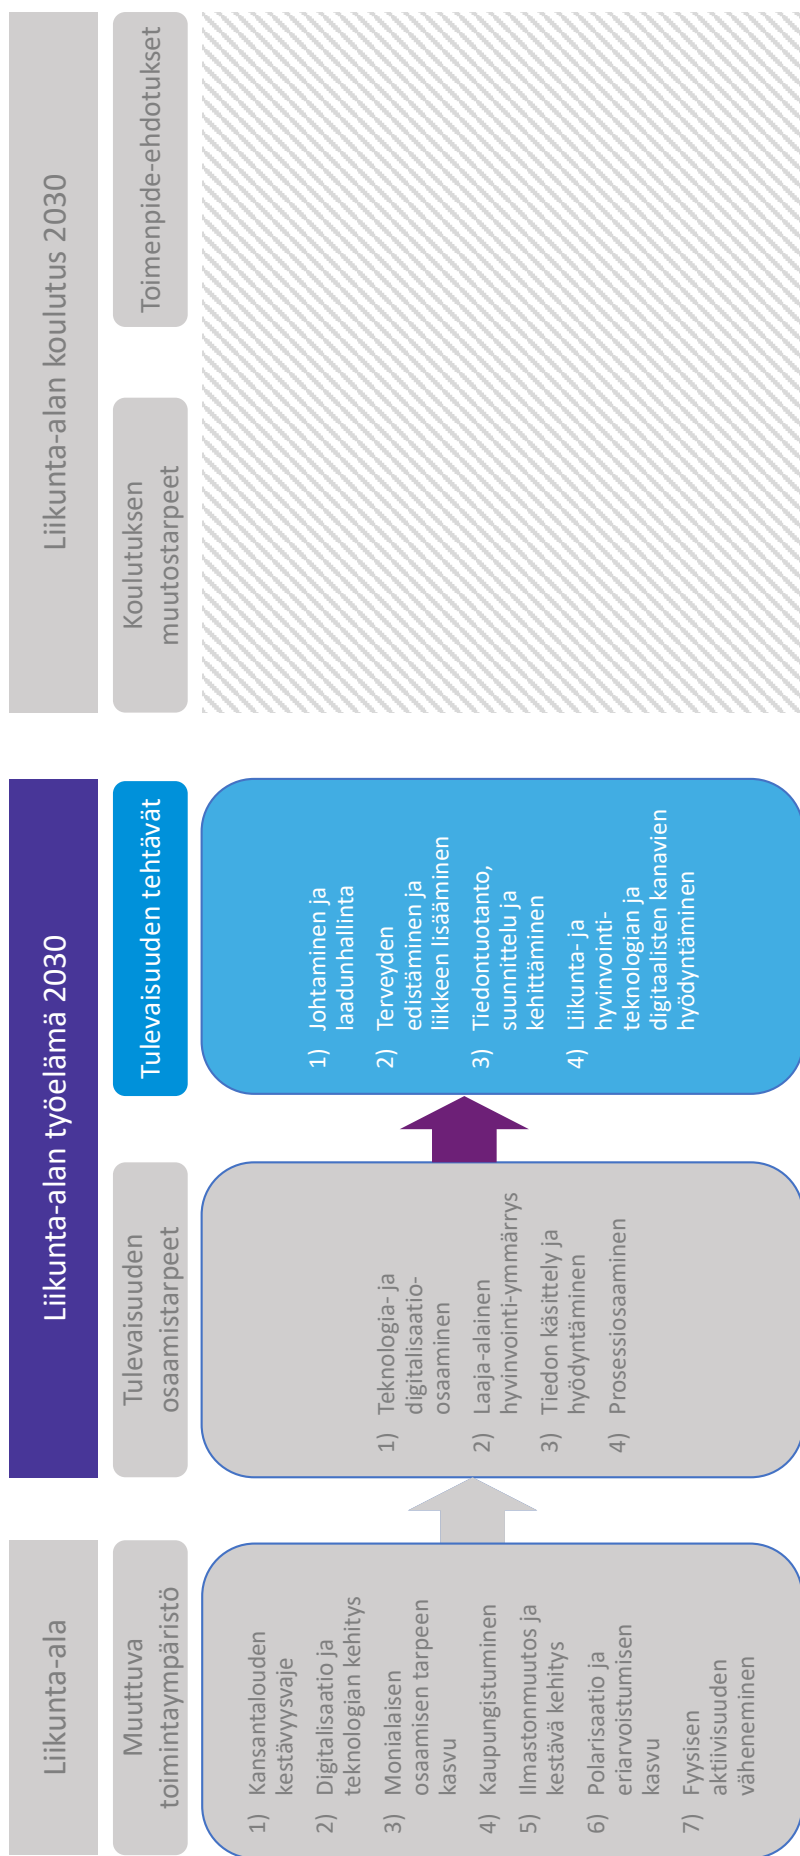 Liikunta-ala
Muuttuva
toimintaympäristö
1) Kansantalouden
kestävyysvaje
2) Digitalisaatio ja
teknologian kehitys
3) Monialaisen
osaamisen tarpeen
kasvu
4) Kaupungistuminen
5) Ilmastonmuutos ja
kestävä kehitys
6) Polarisaatio ja
eriarvoistumisen
kasvu
7) Fyysisen
aktiivisuuden
väheneminen
Liikunta-alan työelämä 2030
Tulevaisuuden
osaamistarpeet
1) Teknologia- ja
digitalisaatio-
osaaminen
2) Laaja-alainen
hyvinvointi-ymmärrys
3) Tiedon käsittely ja
hyödyntäminen
4) Prosessiosaaminen
Tulevaisuuden tehtävät
1) Johtaminen ja
laadunhallinta
2) Terveyden
edistäminen ja
liikkeen lisääminen
3) Tiedontuotanto,
suunnittelu ja
kehittäminen
4) Liikunta- ja
hyvinvointi-
teknologian ja
digitaalisten kanavien
hyödyntäminen
Liikunta-alan koulutus 2030
Koulutuksen
muutostarpeet
Toimenpide-ehdotukset